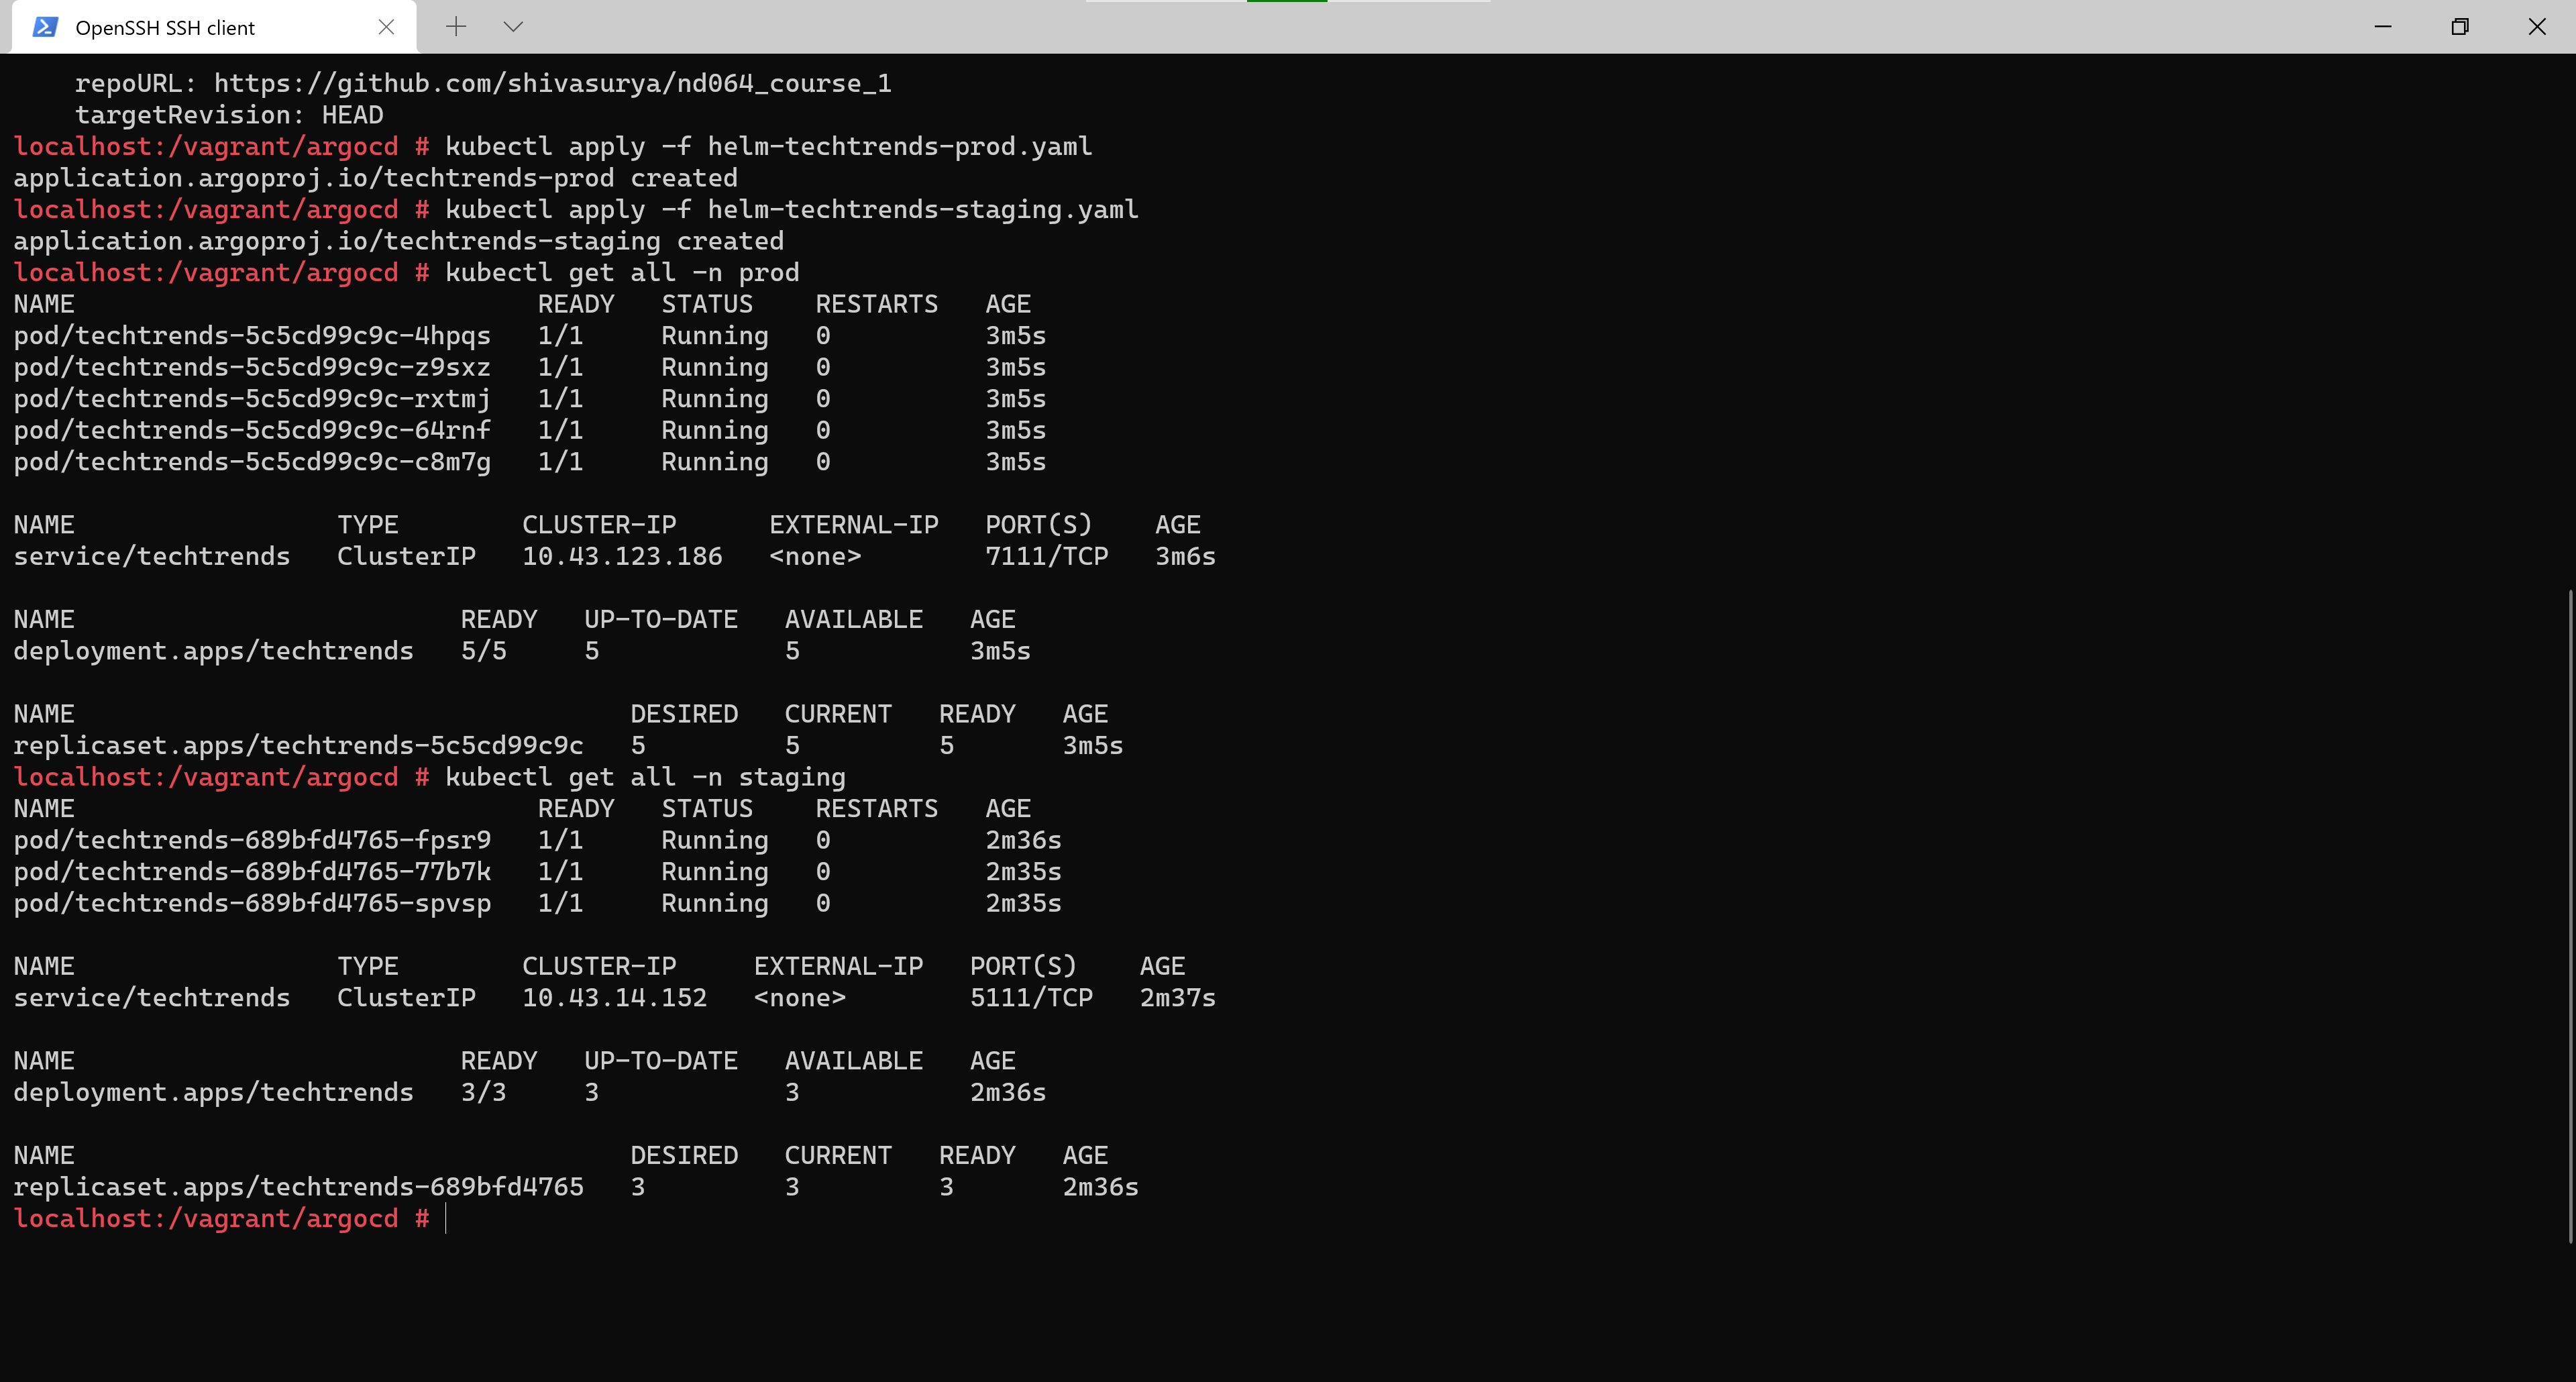 OpenSSH SSH client
    repoURL: https://github.com/shivasurya/nd064_course_1
    targetRevision: HEAD
localhost:/vagrant/argocd # kubectl apply -f helm-techtrends-prod.yaml
application.argoproj.io/techtrends-prod created
localhost:/vagrant/argocd # kubectl apply -f helm-techtrends-staging.yaml
application.argoproj.io/techtrends-staging created
localhost:/vagrant/argocd # kubectl get all -n prod
NAME                              READY   STATUS    RESTARTS   AGE
pod/techtrends-5c5cd99c9c-4hpqs   1/1     Running   0          3m5s
pod/techtrends-5c5cd99c9c-z9sxz   1/1     Running   0          3m5s
pod/techtrends-5c5cd99c9c-rxtmj   1/1     Running   0          3m5s
pod/techtrends-5c5cd99c9c-64rnf   1/1     Running   0          3m5s
pod/techtrends-5c5cd99c9c-c8m7g   1/1     Running   0          3m5s

NAME                 TYPE        CLUSTER-IP      EXTERNAL-IP   PORT(S)    AGE
service/techtrends   ClusterIP   10.43.123.186   <none>        7111/TCP   3m6s

NAME                         READY   UP-TO-DATE   AVAILABLE   AGE
deployment.apps/techtrends   5/5     5            5           3m5s

NAME                                    DESIRED   CURRENT   READY   AGE
replicaset.apps/techtrends-5c5cd99c9c   5         5         5       3m5s
localhost:/vagrant/argocd # kubectl get all -n staging
NAME                              READY   STATUS    RESTARTS   AGE
pod/techtrends-689bfd4765-fpsr9   1/1     Running   0          2m36s
pod/techtrends-689bfd4765-77b7k   1/1     Running   0          2m35s
pod/techtrends-689bfd4765-spvsp   1/1     Running   0          2m35s

NAME                 TYPE        CLUSTER-IP     EXTERNAL-IP   PORT(S)    AGE
service/techtrends   ClusterIP   10.43.14.152   <none>        5111/TCP   2m37s

NAME                         READY   UP-TO-DATE   AVAILABLE   AGE
deployment.apps/techtrends   3/3     3            3           2m36s

NAME                                    DESIRED   CURRENT   READY   AGE
replicaset.apps/techtrends-689bfd4765   3         3         3       2m36s
localhost:/vagrant/argocd #